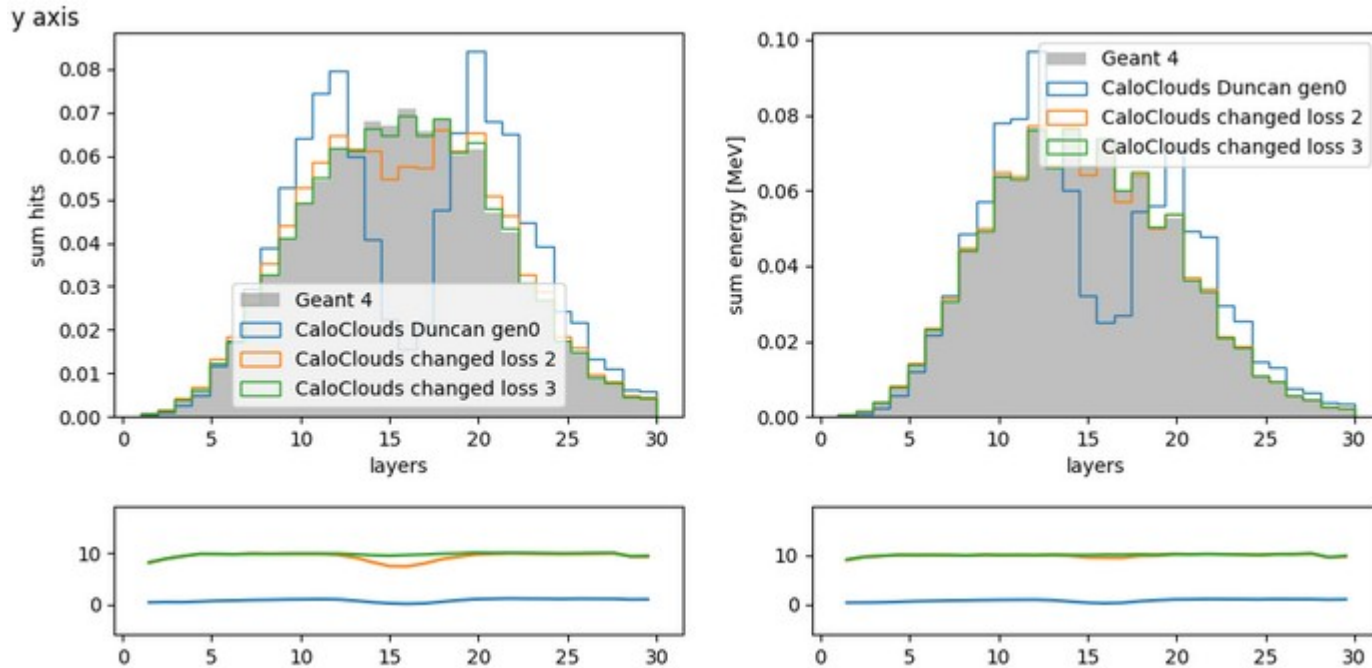 y axis
0.08
0.07
0.06
0.05
0.04
0.03
0.02
0.01
0.00
sum hits
Geant 4
CaloClouds Duncan gen0
CaloClouds changed loss 2
CaloClouds changed loss 3
0 5 10 15 20 25 30
layers
0.10
0.08
0.06
0.04
0.02
0.00
sum energy [MeV]
Geant 4
CaloClouds Duncan gen0
CaloClouds changed loss 2
CaloClouds changed loss 3
0 5 10 15 20 25 30
layers
10
0
0 5 10 15 20 25 30
10
0
0 5 10 15 20 25 30